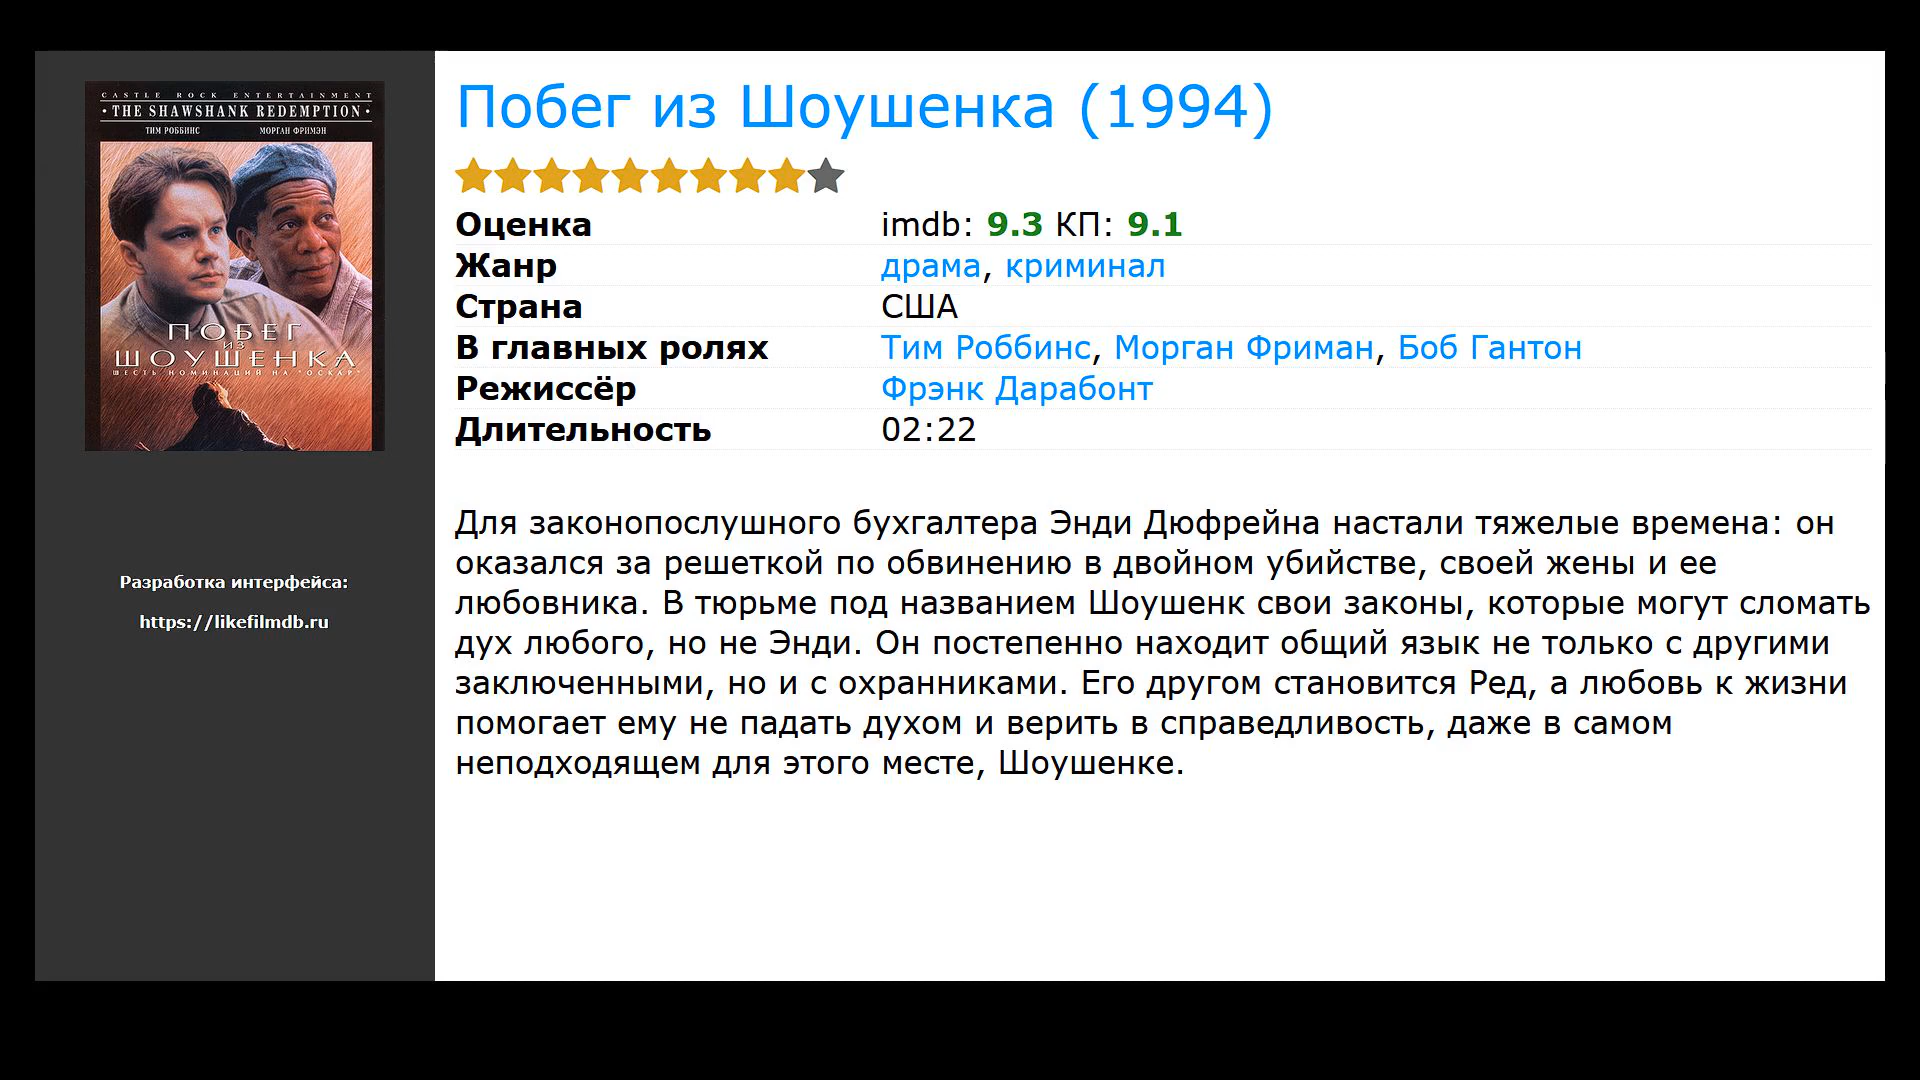 CASTLE ROCK ENTERTAINMENT
·THE SHAWSHANK REDEMPTION·
ТИМ РОББИНС МОРГАН ФРИМЭН
ПОБЕГ
ИЗ
ШОУШЕНКА
ШЕСТЬ НОМИНАЦИЙ НА "ОСКАР"
Разработка интерфейса:
https://likefilmdb.ru
Побег из Шоушенка (1994)
Оценка imdb: 9.3 КП: 9.1
Жанр драма, криминал
Страна США
В главных ролях Тим Роббинс, Морган Фриман, Боб Гантон
Режиссёр Фрэнк Дарабонт
Длительность 02:22
Для законопослушного бухгалтера Энди Дюфрейна настали тяжелые времена: он
оказался за решеткой по обвинению в двойном убийстве, своей жены и ее
любовника. В тюрьме под названием Шоушенк свои законы, которые могут сломать
дух любого, но не Энди. Он постепенно находит общий язык не только с другими
заключенными, но и с охранниками. Его другом становится Ред, а любовь к жизни
помогает ему не падать духом и верить в справедливость, даже в самом
неподходящем для этого месте, Шоушенке.